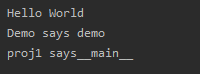 Hello World
Demo says demo
proj1 says__main__